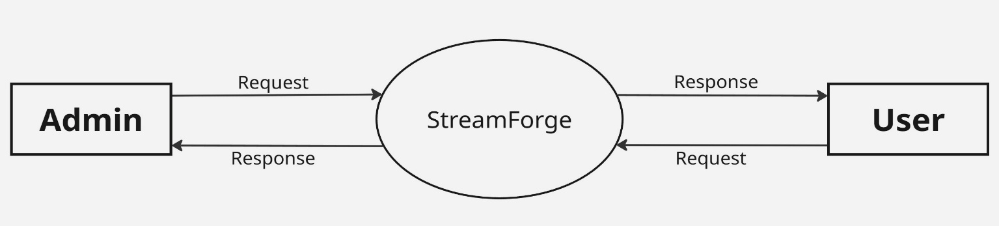 Request
Response
Admin
StreamForge
User
Response
Request